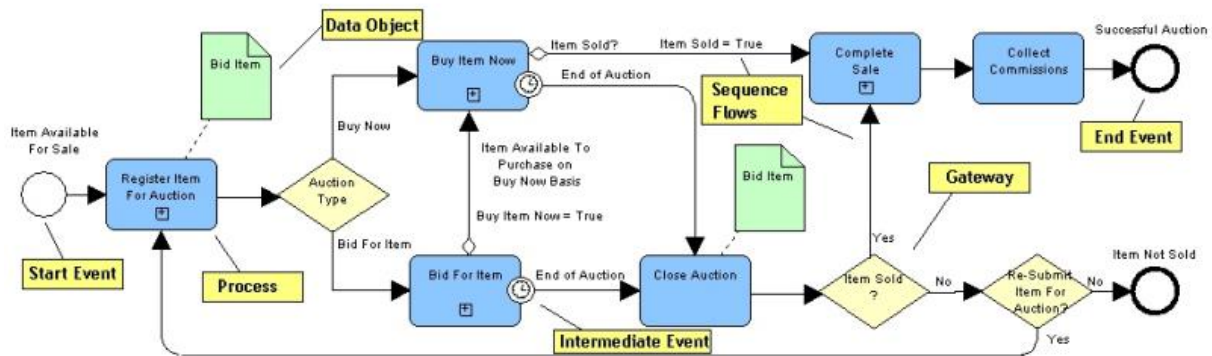 Data Object
Bid Item
Buy Item Now
Item Sold?
Item Sold = True
End of Auction
Complete
Sale
Collect
Commissions
Successful Auction
Sequence
Flows
End Event
Item Available
For Sale
Buy Now
Register Item
For Auction
Auction
Type
Item Available To
Purchase on
Buy Now Basis
Buy Item Now = True
Bid Item
Gateway
Start Event
Process
Bid For Item
Bid For Item
End of Auction
Close Auction
Yes
Item Sold
?
No
Re-Submit
Item For
Auction?
No
Item Not Sold
Yes
Intermediate Event